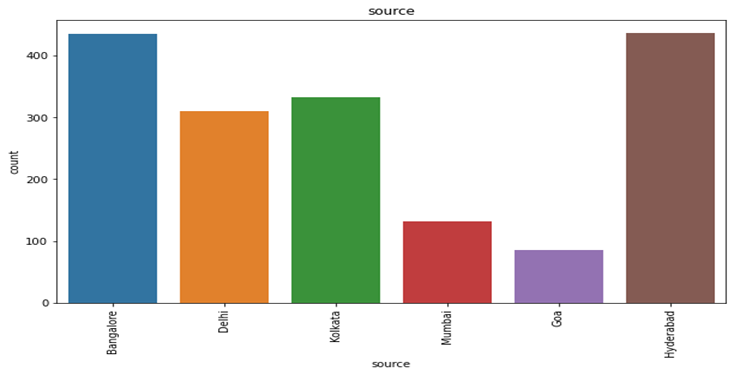 source
400
300
200
100
0
count
Bangalore
Delhi
Kolkata
Mumbai
Goa
Hyderabad
source